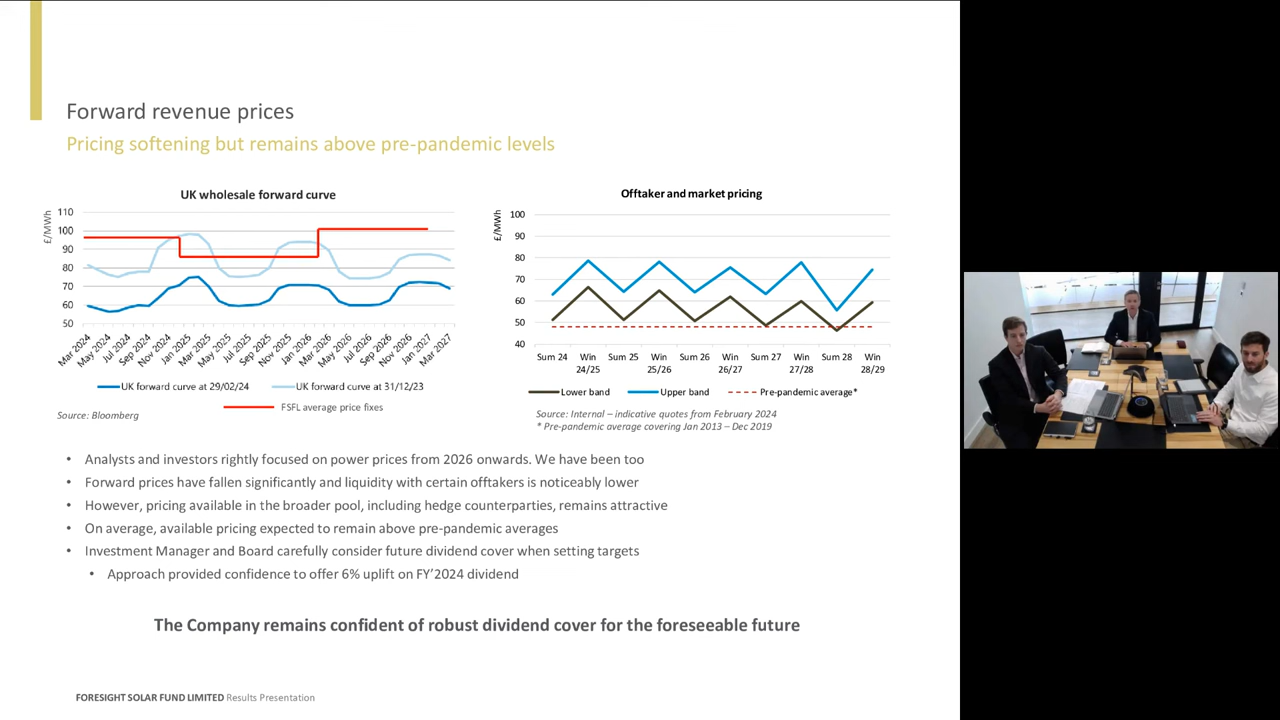 Forward revenue prices
Pricing softening but remains above pre-pandemic levels
UK wholesale forward curve
£/MWh
110
100
90
80
70
60
50
Mar 2024
May 2024
Jul 2024
Sep 2024
Nov 2024
Jan 2025
Mar 2025
May 2025
Jul 2025
Sep 2025
Nov 2025
Jan 2026
Mar 2026
May 2026
Jul 2026
Sep 2026
Nov 2026
Jan 2027
Mar 2027
UK forward curve at 29/02/24
UK forward curve at 31/12/23
FSFL average price fixes
Source: Bloomberg
Offtaker and market pricing
£/MWh
100
90
80
70
60
50
40
Sum 24
Win 24/25
Sum 25
Win 25/26
Sum 26
Win 26/27
Sum 27
Win 27/28
Sum 28
Win 28/29
Lower band
Upper band
Pre-pandemic average*
Source: Internal – indicative quotes from February 2024
* Pre-pandemic average covering Jan 2013 – Dec 2019
• Analysts and investors rightly focused on power prices from 2026 onwards. We have been too
• Forward prices have fallen significantly and liquidity with certain offtakers is noticeably lower
• However, pricing available in the broader pool, including hedge counterparties, remains attractive
• On average, available pricing expected to remain above pre-pandemic averages
• Investment Manager and Board carefully consider future dividend cover when setting targets
• Approach provided confidence to offer 6% uplift on FY'2024 dividend
The Company remains confident of robust dividend cover for the foreseeable future
FORESIGHT SOLAR FUND LIMITED Results Presentation